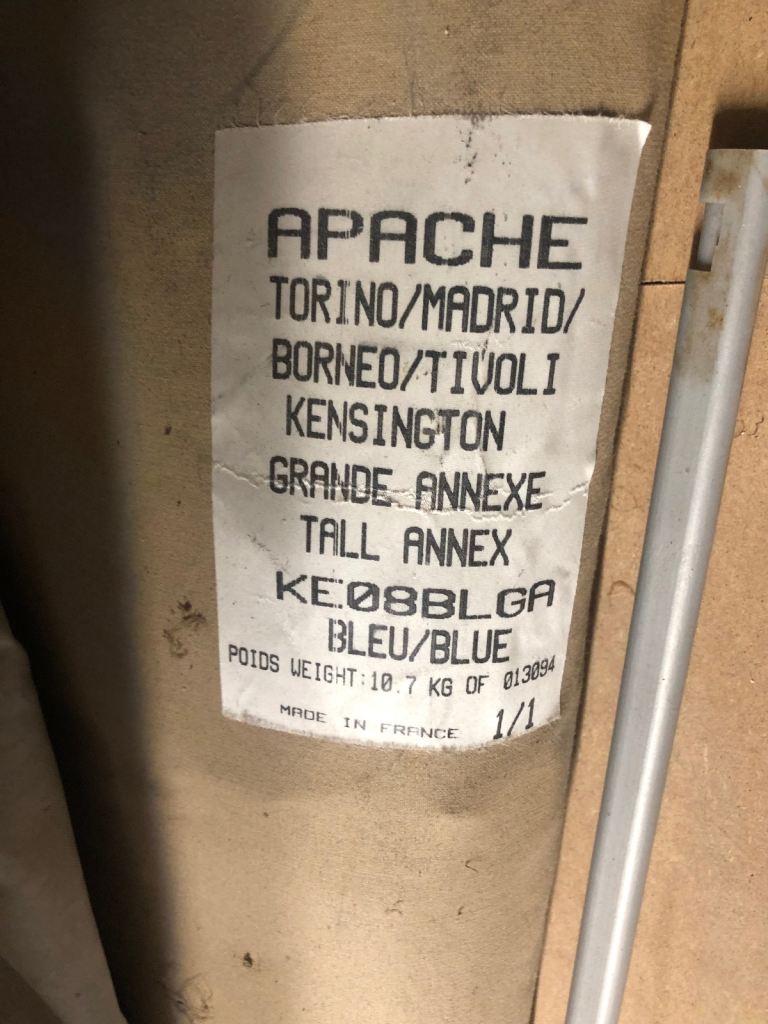 APACHE
TORINO/MADRID/
BORNEO/TIVOLI
KENSINGTON
GRANDE ANNEXE
TALL ANNEX
KE08BLGA
BLEU/BLUE
POIDS WEIGHT:10.7 KG OF 013094
MADE IN FRANCE 1/1